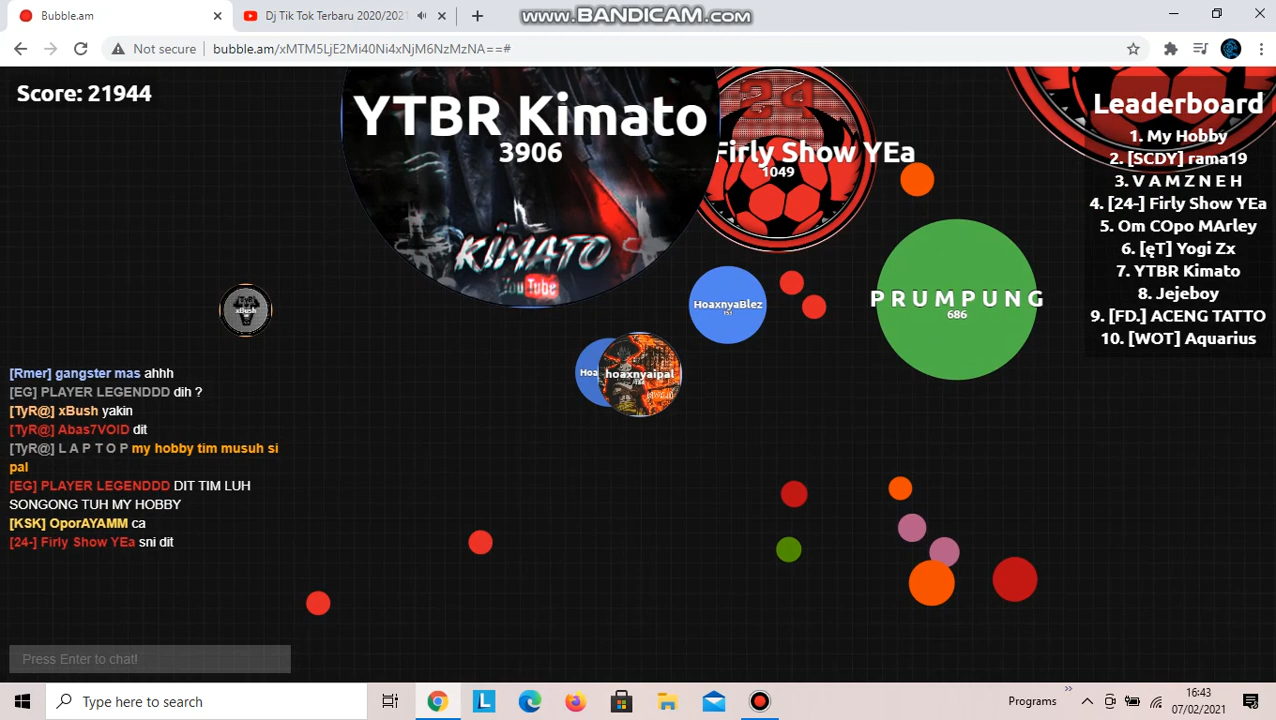 Bubble.am
Dj Tik Tok Terbaru 2020/2021
www.BANDICAM.com
Not secure
bubble.am/xMTM5LjE2Mi40Ni4xNjM6NzMzNA==#
Score: 21944
YTBR Kimato
3906
KiMATO
YouTube
24
Firly Show YEa
1049
Leaderboard
1. My Hobby
2. [SCDY] rama19
3. V A M Z N E H
4. [24-] Firly Show YEa
5. Om COpo MArley
6. [ęT] Yogi Zx
7. YTBR Kimato
8. Jejeboy
9. [FD.] ACENG TATTO
10. [WOT] Aquarius
xBush
HoaxnyaBlez
153
P R U M P U N G
686
Hoa
hoaxnyaipal
[Rmer] gangster mas ahhh
[EG] PLAYER LEGENDDD dih ?
[TyR@] xBush yakin
[TyR@] Abas7VOID dit
[TyR@] L A P T O P my hobby tim musuh si
pal
[EG] PLAYER LEGENDDD DIT TIM LUH
SONGONG TUH MY HOBBY
[KSK] OporAYAMM ca
[24-] Firly Show YEa sni dit
Press Enter to chat!
Type here to search
Programs
16:43
07/02/2021